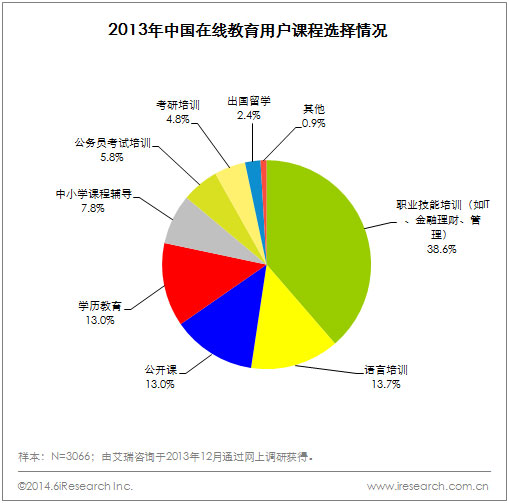 2013年中国在线教育用户课程选择情况
其他
0.9%
出国留学
2.4%
考研培训
4.8%
公务员考试培训
5.8%
中小学课程辅导
7.8%
学历教育
13.0%
公开课
13.0%
语言培训
13.7%
职业技能培训（如IT
、金融理财、管
理）
38.6%
样本：N=3066；由艾瑞咨询于2013年12月通过网上调研获得。
©2014.6iResearch Inc.
www.iresearch.com.cn